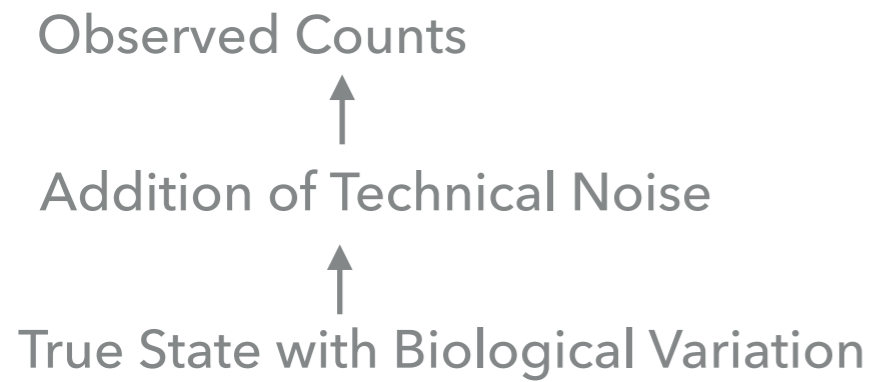 Observed Counts
Addition of Technical Noise
True State with Biological Variation